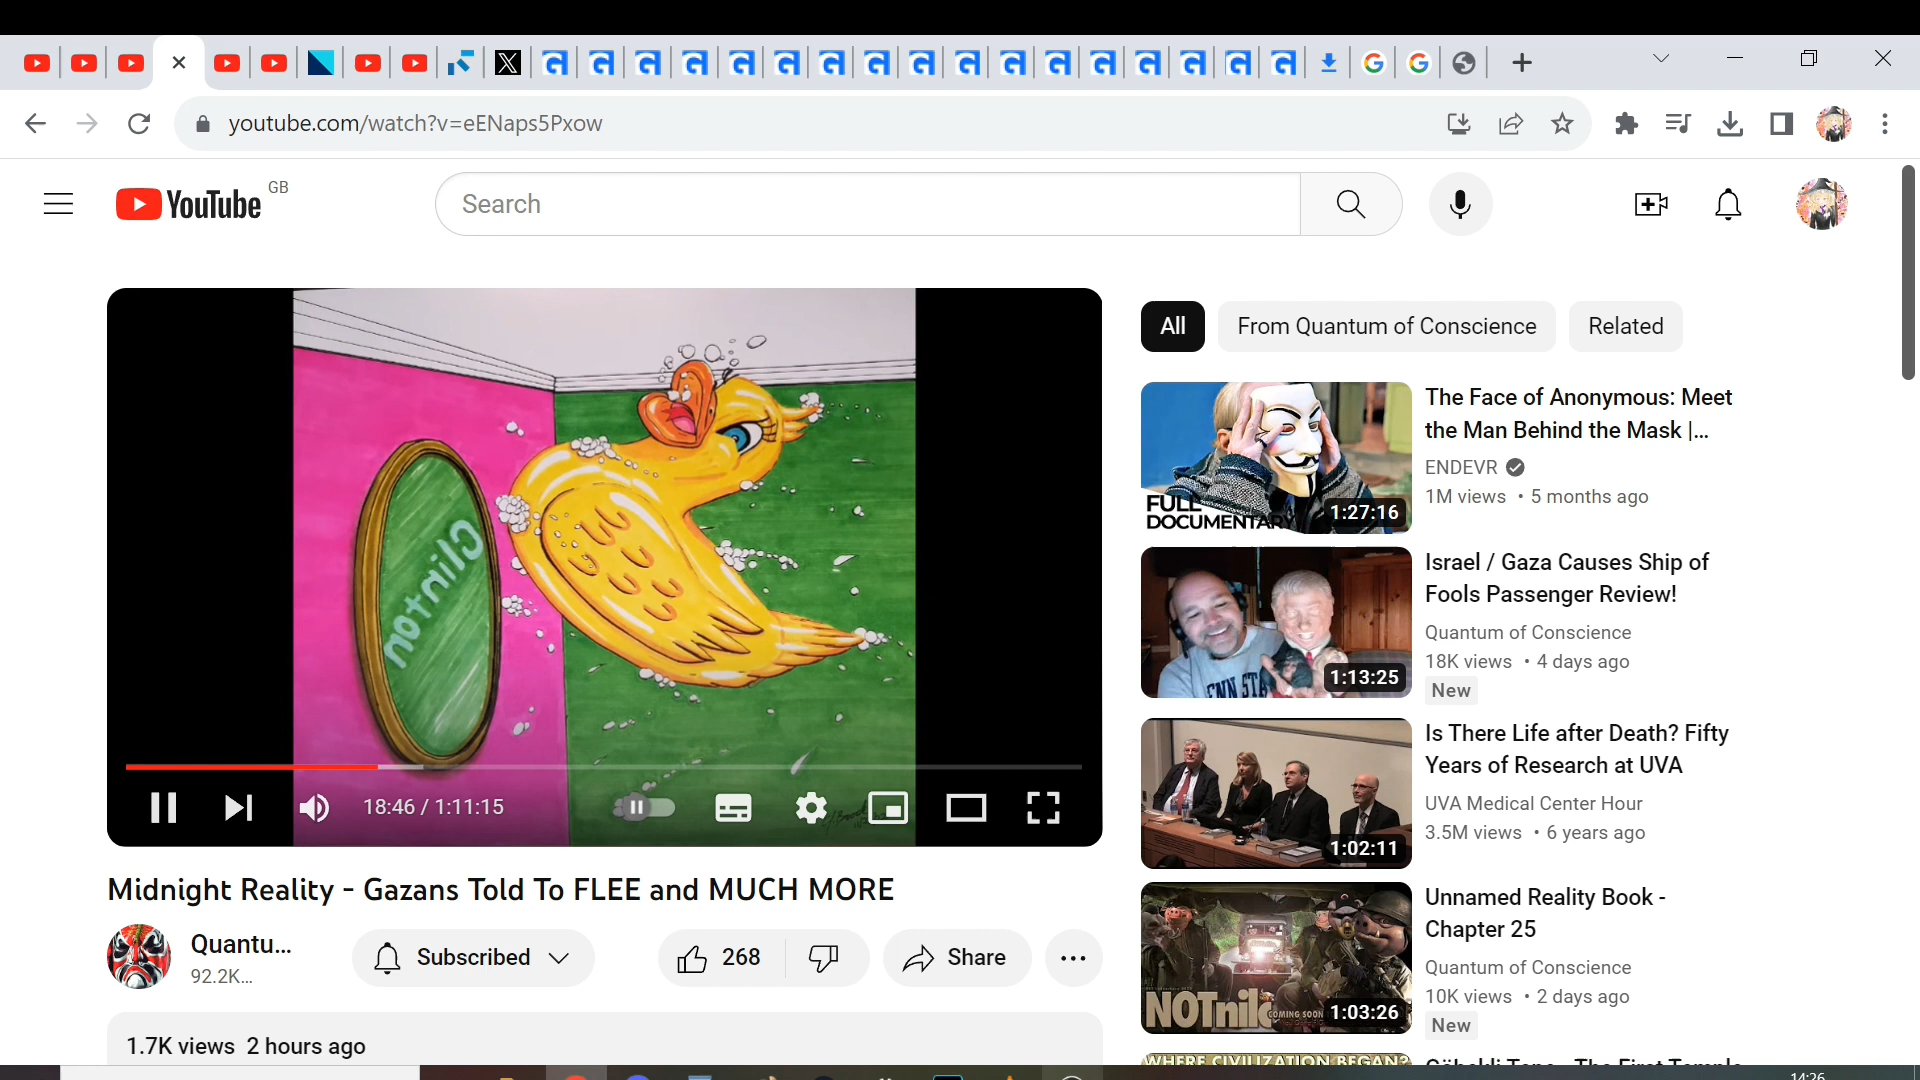 youtube.com/watch?v=eENaps5Pxow
YouTube GB
Search
Clinton
18:46 / 1:11:15
Midnight Reality - Gazans Told To FLEE and MUCH MORE
Quantu...
92.2K...
Subscribed
268
Share
1.7K views 2 hours ago
All
From Quantum of Conscience
Related
FULL
DOCUMENTARY
1:27:16
The Face of Anonymous: Meet
the Man Behind the Mask |...
ENDEVR
1M views • 5 months ago
1:13:25
Israel / Gaza Causes Ship of
Fools Passenger Review!
Quantum of Conscience
18K views • 4 days ago
New
1:02:11
Is There Life after Death? Fifty
Years of Research at UVA
UVA Medical Center Hour
3.5M views • 6 years ago
NOTnik
COMING SOON
1:03:26
Unnamed Reality Book -
Chapter 25
Quantum of Conscience
10K views • 2 days ago
New
WHERE CIVILIZATION BEGAN?
14:26